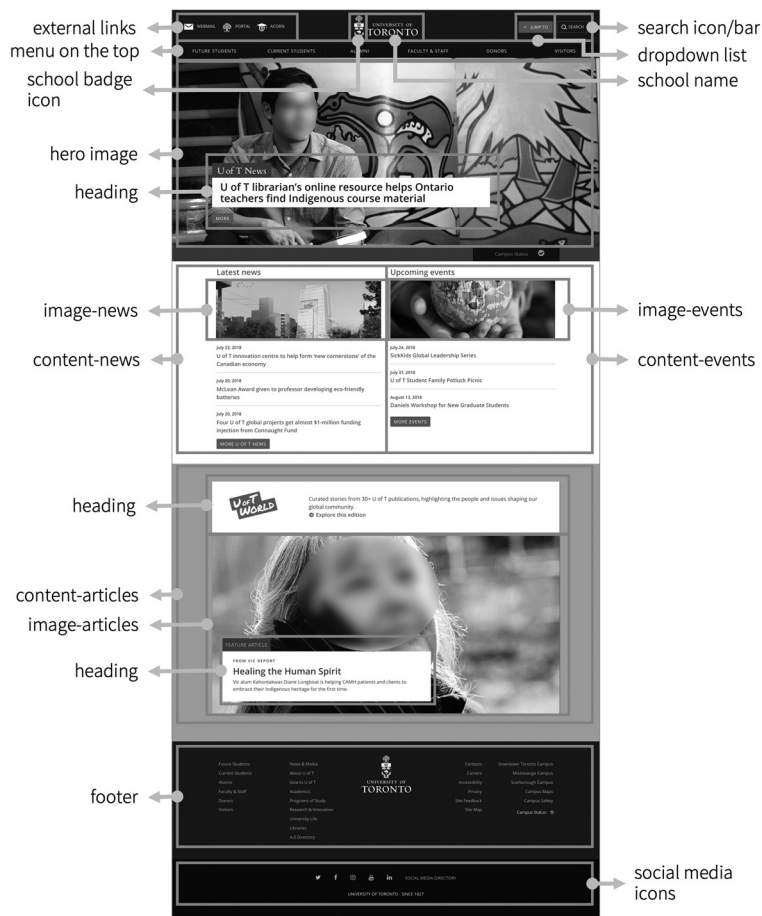 external links
menu on the top
school badge
icon
hero image
heading
image-news
content-news
heading
content-articles
image-articles
heading
footer
search icon/bar
dropdown list
school name
image-events
content-events
social media
icons
WEBMAIL PORTAL ACORN
UNIVERSITY OF
TORONTO
JUMP TO SEARCH
FUTURE STUDENTS CURRENT STUDENTS ALUMNI FACULTY & STAFF DONORS VISITORS
U of T News
U of T librarian's online resource helps Ontario
teachers find Indigenous course material
MORE
Campus Status
Latest news
July 23, 2018
U of T innovation centre to help form 'new cornerstone' of the
Canadian economy
July 20, 2018
McLean Award given to professor developing eco-friendly
batteries
July 20, 2018
Four U of T global projects get almost $1-million funding
injection from Connaught Fund
MORE U OF T NEWS
Upcoming events
July 24, 2018
SickKids Global Leadership Series
July 31, 2018
U of T Student Family Potluck Picnic
August 13, 2018
Daniels Workshop for New Graduate Students
MORE EVENTS
U OF T
WORLD
Curated stories from 30+ U of T publications, highlighting the people and issues shaping our
global community.
Explore this edition
FEATURE ARTICLE
FROM VIC REPORT
Healing the Human Spirit
Vic alum Kahontakwas Diane Longboat is helping CAMH patients and clients to
embrace their Indigenous heritage for the first time.
Future Students
Current Students
Alumni
Faculty & Staff
Donors
Visitors
News & Media
About U of T
Give to U of T
Academics
Programs of Study
Research & Innovation
University Life
Libraries
A-Z Directory
UNIVERSITY OF
TORONTO
Contacts
Careers
Accessibility
Privacy
Site Feedback
Site Map
Downtown Toronto Campus
Mississauga Campus
Scarborough Campus
Campus Maps
Campus Safety
Campus Status:
SOCIAL MEDIA DIRECTORY
UNIVERSITY OF TORONTO - SINCE 1827